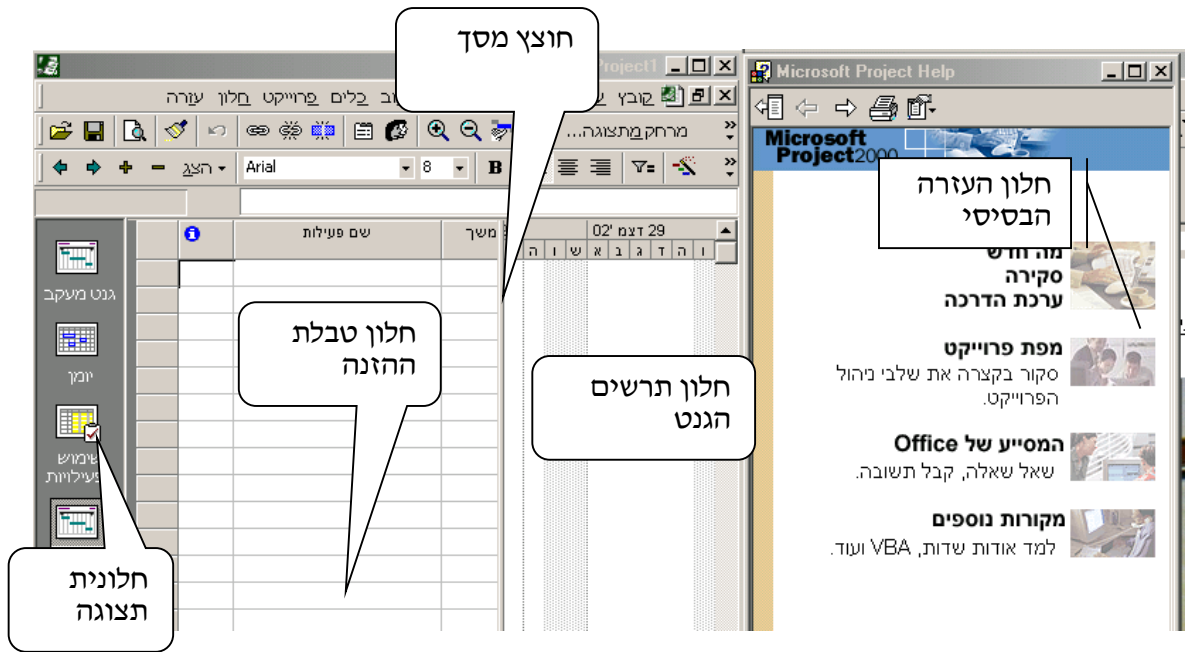 חוצץ מסך
Project1
Microsoft Project Help
קובץ
וב כלים פרוייקט חלון עזרה
מרחק מתצוגה...
הצג
Arial
8
B
Microsoft
Project2000
חלון העזרה
הבסיסי
משך
שם פעילות
29 דצמ '02
ה ו ש א ב ג ד ה ו
גנט מעקב
יומן
שימוש
פעילויות
חלון טבלת
ההזנה
חלון תרשים
הגנט
חלונית
תצוגה
מה חדש
סקירה
ערכת הדרכה
מפת פרוייקט
סקור בקצרה את שלבי ניהול
הפרוייקט.
המסייע של Office
שאל שאלה, קבל תשובה.
מקורות נוספים
למד אודות שדות, VBA ועוד.